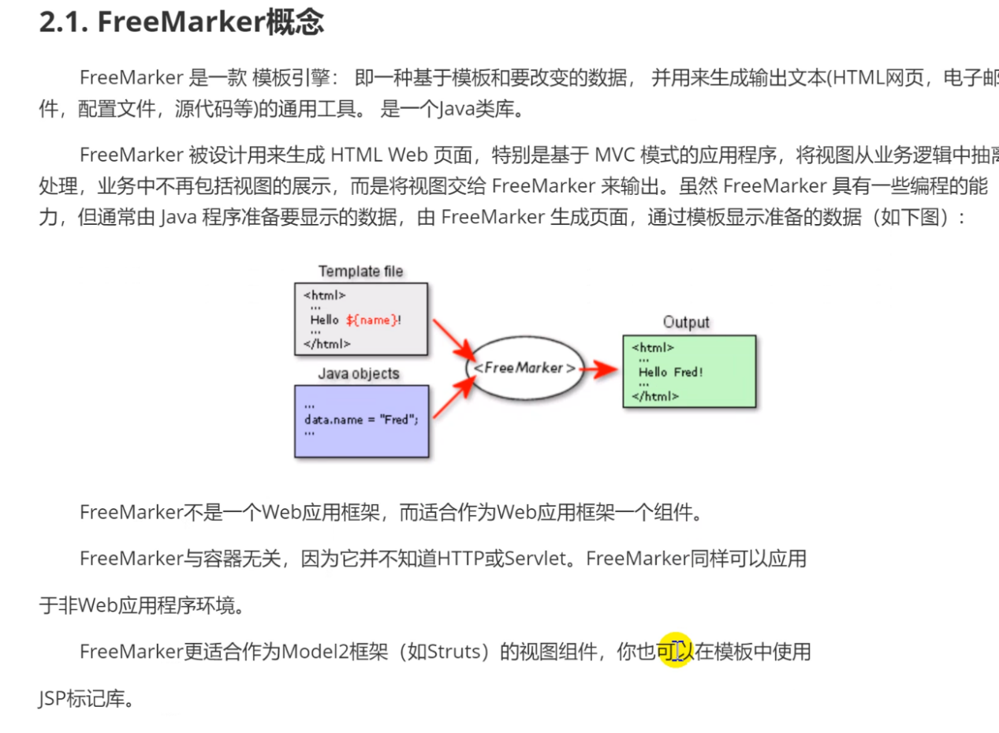 2.1. FreeMarker概念
FreeMarker 是一款 模板引擎： 即一种基于模板和要改变的数据， 并用来生成输出文本(HTML网页，电子邮
件，配置文件，源代码等)的通用工具。 是一个Java类库。
FreeMarker 被设计用来生成 HTML Web 页面，特别是基于 MVC 模式的应用程序，将视图从业务逻辑中抽离
处理，业务中不再包括视图的展示，而是将视图交给 FreeMarker 来输出。虽然 FreeMarker 具有一些编程的能
力，但通常由 Java 程序准备要显示的数据，由 FreeMarker 生成页面，通过模板显示准备的数据（如下图）：
Template file
<html>
...
Hello ${name}!
...
</html>
Java objects
...
data.name = "Fred";
...
<FreeMarker>
Output
<html>
...
Hello Fred!
...
</html>
FreeMarker不是一个Web应用框架，而适合作为Web应用框架一个组件。
FreeMarker与容器无关，因为它并不知道HTTP或Servlet。FreeMarker同样可以应用
于非Web应用程序环境。
FreeMarker更适合作为Model2框架（如Struts）的视图组件，你也可以在模板中使用
JSP标记库。